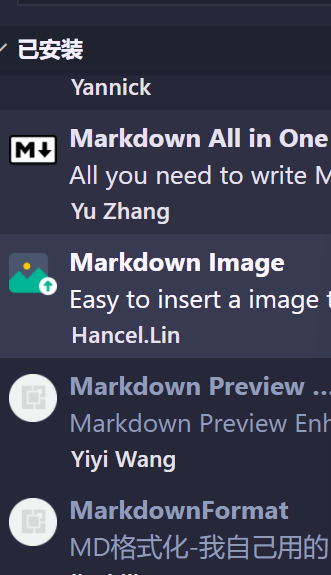 已安装
Yannick
Markdown All in One
All you need to write M
Yu Zhang
Markdown Image
Easy to insert a image t
Hancel.Lin
Markdown Preview ...
Markdown Preview Enh
Yiyi Wang
MarkdownFormat
MD格式化-我自己用的